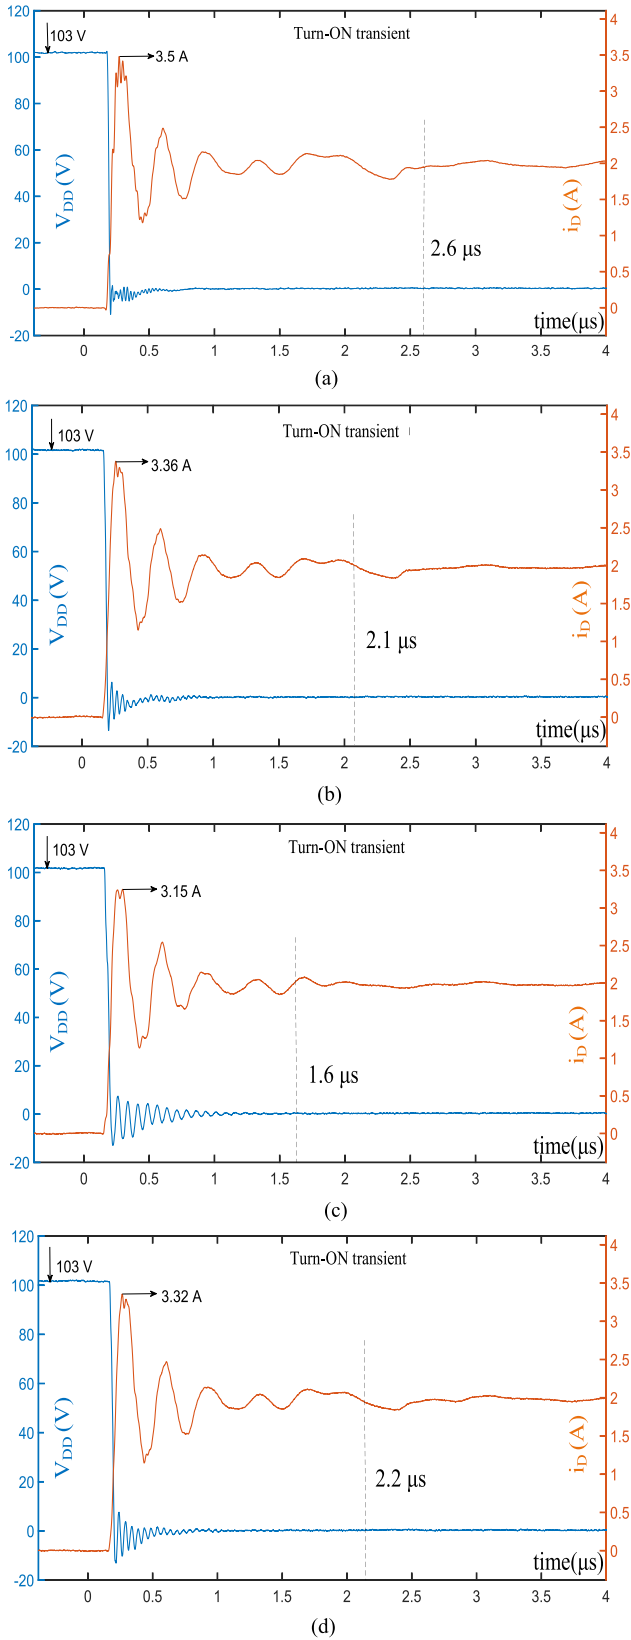 Turn-ON transient
103 V
3.5 A
2.6 μs
V_DD (V)
i_D (A)
time(μs)
120
100
80
60
40
20
0
-20
4
3.5
3
2.5
2
1.5
1
0.5
0
0 0.5 1 1.5 2 2.5 3 3.5 4
(a)
Turn-ON transient
103 V
3.36 A
2.1 μs
V_DD (V)
i_D (A)
time(μs)
120
100
80
60
40
20
0
-20
4
3.5
3
2.5
2
1.5
1
0.5
0
0 0.5 1 1.5 2 2.5 3 3.5 4
(b)
Turn-ON transient
103 V
3.15 A
1.6 μs
V_DD (V)
i_D (A)
time(μs)
120
100
80
60
40
20
0
-20
4
3.5
3
2.5
2
1.5
1
0.5
0
0 0.5 1 1.5 2 2.5 3 3.5 4
(c)
Turn-ON transient
103 V
3.32 A
2.2 μs
V_DD (V)
i_D (A)
time(μs)
120
100
80
60
40
20
0
-20
4
3.5
3
2.5
2
1.5
1
0.5
0
0 0.5 1 1.5 2 2.5 3 3.5 4
(d)